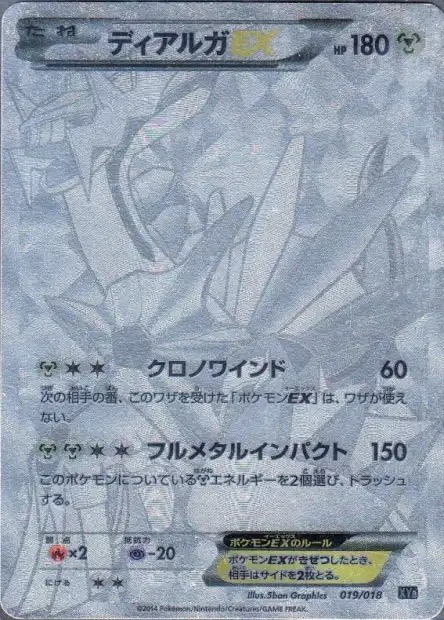 たね ディアルガEX HP180
クロノワインド 60
次の相手の番、このワザを受けた「ポケモンEX」は、ワザが使え
ない。
フルメタルインパクト 150
このポケモンについているエネルギーを2個選び、トラッシュ
する。
弱点 抵抗力
×2 -20
にげる
ポケモンEXのルール
ポケモンEXがきぜつしたとき、
相手はサイドを2枚とる。
Illus.5ban Graphics 019/018
©2014 Pokémon/Nintendo/Creatures/GAME FREAK.